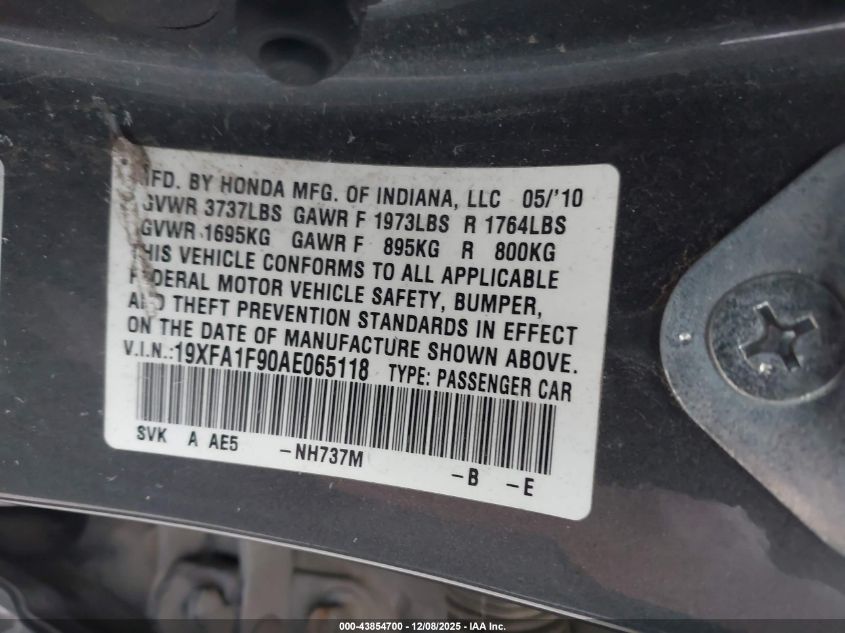 MFD. BY HONDA MFG. OF INDIANA, LLC 05/'10
GVWR 3737LBS GAWR F 1973LBS R 1764LBS
GVWR 1695KG GAWR F 895KG R 800KG
THIS VEHICLE CONFORMS TO ALL APPLICABLE
FEDERAL MOTOR VEHICLE SAFETY, BUMPER,
AND THEFT PREVENTION STANDARDS IN EFFECT
ON THE DATE OF MANUFACTURE SHOWN ABOVE.
V.I.N.:19XFA1F90AE065118 TYPE: PASSENGER CAR
SVK A AE5 -NH737M -B -E
000-43854700 - 12/08/2025 - IAA Inc.